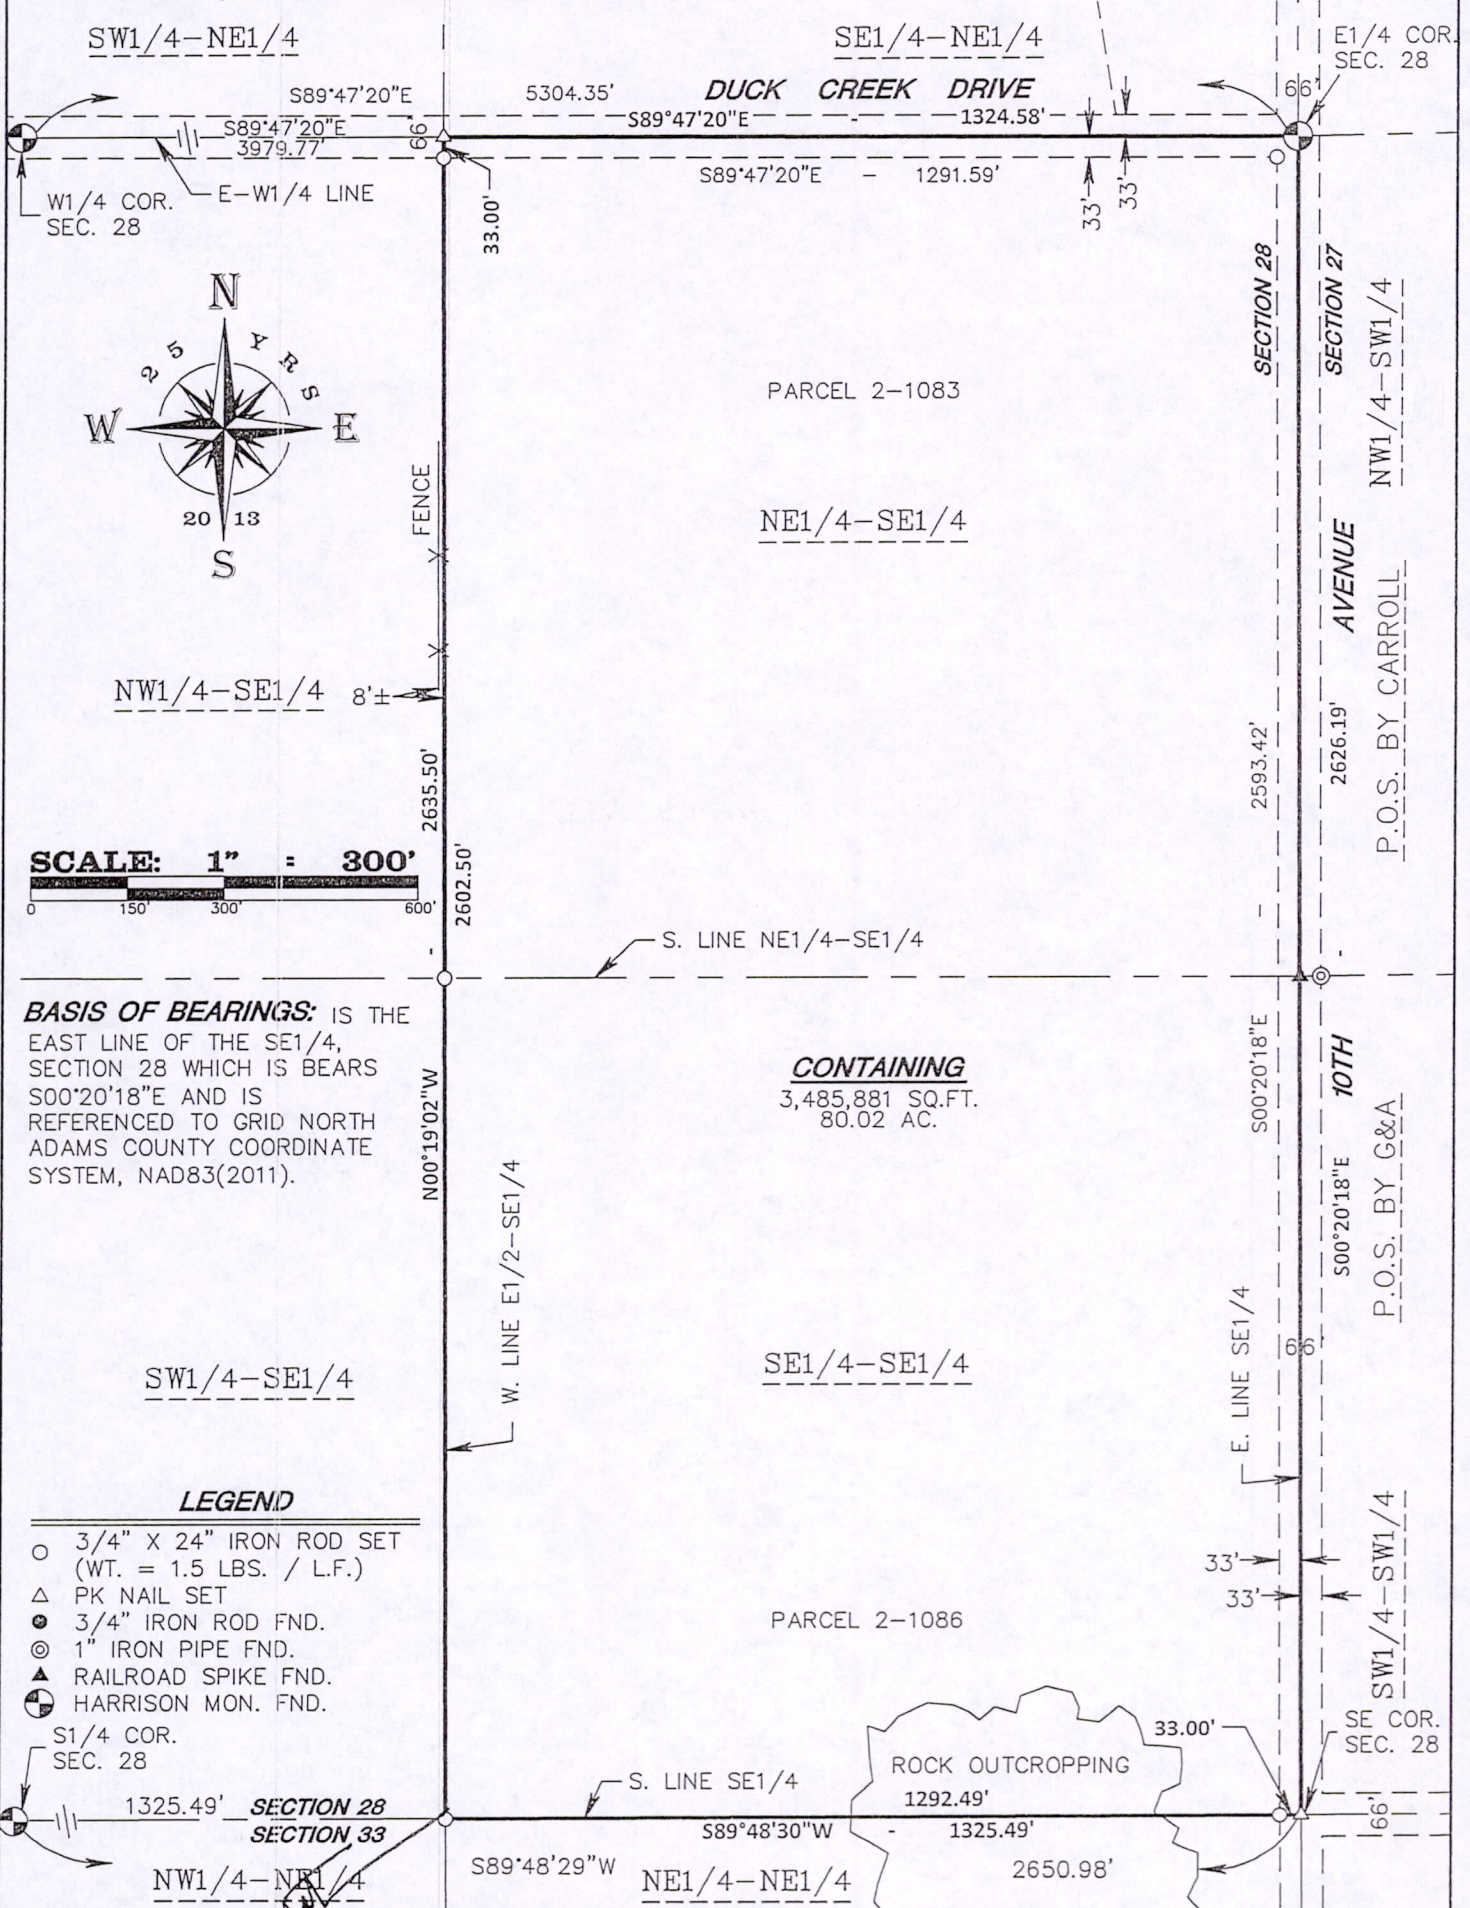 SW1/4-NE1/4
SE1/4-NE1/4
E1/4 COR.
SEC. 28
S89°47'20"E
5304.35'
DUCK CREEK DRIVE
66'
S89°47'20"E
3979.77'
66'
S89°47'20"E - 1324.58'
S89°47'20"E - 1291.59'
W1/4 COR.
SEC. 28
E-W1/4 LINE
33.00'
33'
33'
SECTION 28
SECTION 27
NW1/4-SW1/4
N
W
E
S
25 YRS
20 13
FENCE
PARCEL 2-1083
NE1/4-SE1/4
AVENUE
P.O.S. BY CARROLL
NW1/4-SE1/4
8'±
2635.50'
2602.50'
2593.42'
2626.19'
SCALE: 1" = 300'
0 150' 300' 600'
S. LINE NE1/4-SE1/4
BASIS OF BEARINGS: IS THE
EAST LINE OF THE SE1/4,
SECTION 28 WHICH IS BEARS
S00°20'18"E AND IS
REFERENCED TO GRID NORTH
ADAMS COUNTY COORDINATE
SYSTEM, NAD83(2011).
N00°19'02"W
CONTAINING
3,485,881 SQ.FT.
80.02 AC.
S00°20'18"E
10TH
S00°20'18"E
P.O.S. BY G&A
W. LINE E1/2-SE1/4
E. LINE SE1/4
66'
SW1/4-SE1/4
SE1/4-SE1/4
LEGEND
3/4" X 24" IRON ROD SET
(WT. = 1.5 LBS. / L.F.)
PK NAIL SET
3/4" IRON ROD FND.
1" IRON PIPE FND.
RAILROAD SPIKE FND.
HARRISON MON. FND.
33'
33'
SW1/4-SW1/4
PARCEL 2-1086
S1/4 COR.
SEC. 28
33.00'
SE COR.
SEC. 28
ROCK OUTCROPPING
S. LINE SE1/4
1292.49'
1325.49'
SECTION 28
SECTION 33
66'
S89°48'30"W - 1325.49'
S89°48'29"W
2650.98'
NW1/4-NE1/4
NE1/4-NE1/4